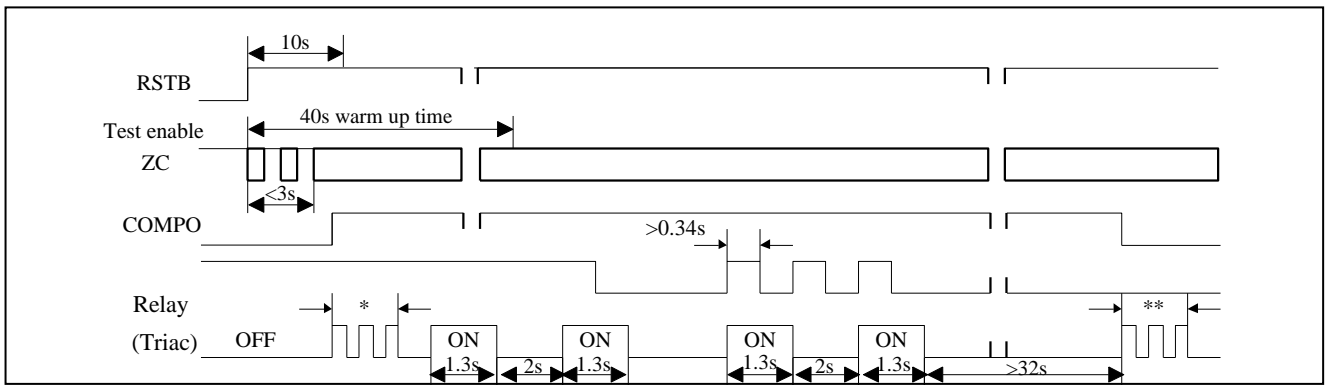 10s
RSTB
40s warm up time
Test enable
ZC
<3s
COMPO
>0.34s
Relay * **
(Triac) OFF ON ON ON ON
1.3s 2s 1.3s 1.3s 2s 1.3s >32s